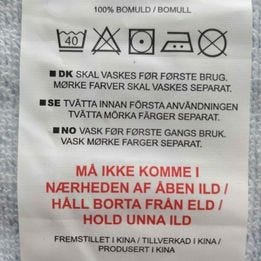 100% BOMULD / BOMULL
40
■ DK SKAL VASKES FØR FØRSTE BRUG.
MØRKE FARVER SKAL VASKES SEPARAT.
■ SE TVÄTTA INNAN FÖRSTA ANVÄNDNINGEN
TVÄTTA MÖRKA FÄRGER SEPARAT.
■ NO VASK FØR FØRSTE GANGS BRUK.
VASK MØRKE FARGER SEPARAT.
MÅ IKKE KOMME I
NÆRHEDEN AF ÅBEN ILD /
HÅLL BORTA FRÅN ELD /
HOLD UNNA ILD
FREMSTILLET I KINA / TILLVERKAD I KINA /
PRODUSERT I KINA